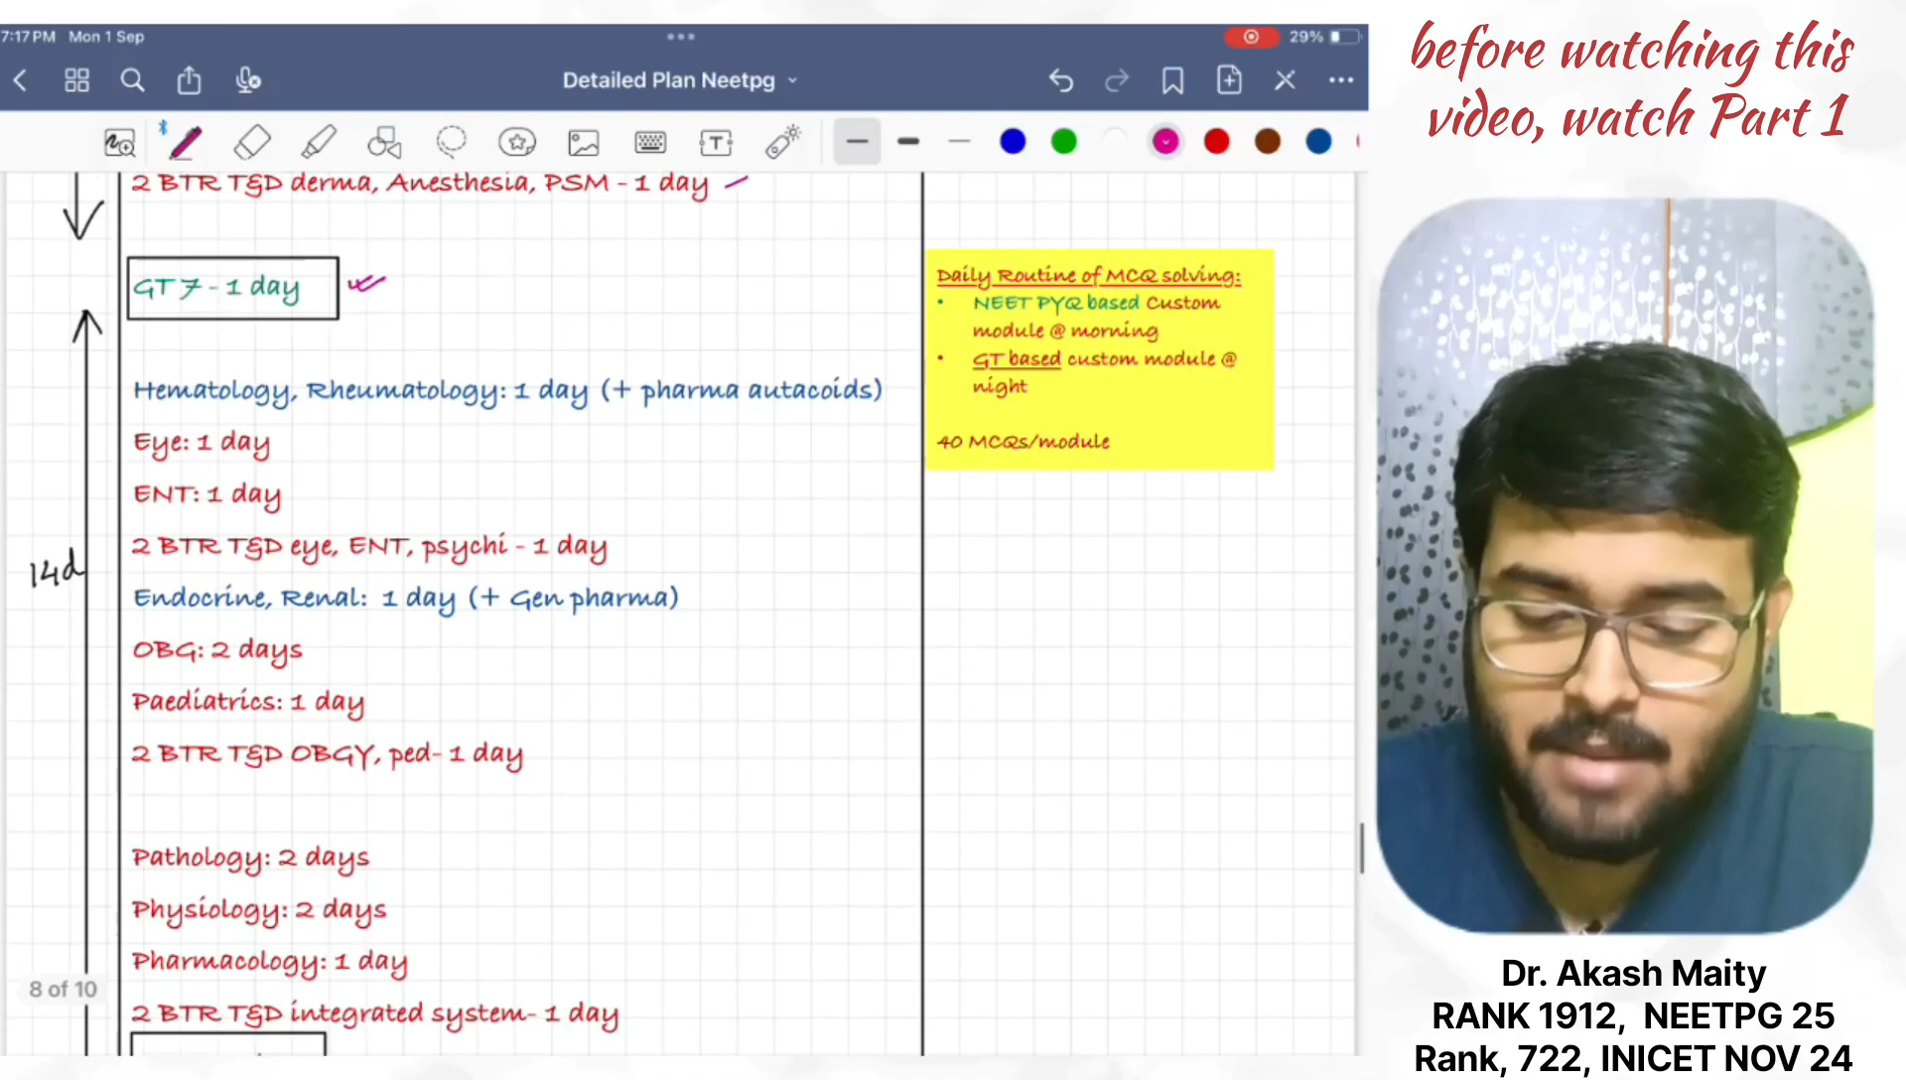 7:17 PM Mon 1 Sep
29%
Detailed Plan Neetpg
2 BTR T&D derma, Anesthesia, PSM - 1 day
GT 7 - 1 day
Hematology, Rheumatology: 1 day (+ pharma autacoids)
Eye: 1 day
ENT: 1 day
2 BTR T&D eye, ENT, psychi - 1 day
14d
Endocrine, Renal: 1 day (+ Gen pharma)
OBG: 2 days
Paediatrics: 1 day
2 BTR T&D OBGY, ped- 1 day
Pathology: 2 days
Physiology: 2 days
Pharmacology: 1 day
8 of 10
2 BTR T&D integrated system- 1 day
Daily Routine of MCQ solving:
• NEET PYQ based Custom
module @ morning
• GT based custom module @
night
40 MCQs/module
before watching this
video, watch Part 1
Dr. Akash Maity
RANK 1912, NEETPG 25
Rank, 722, INICET NOV 24